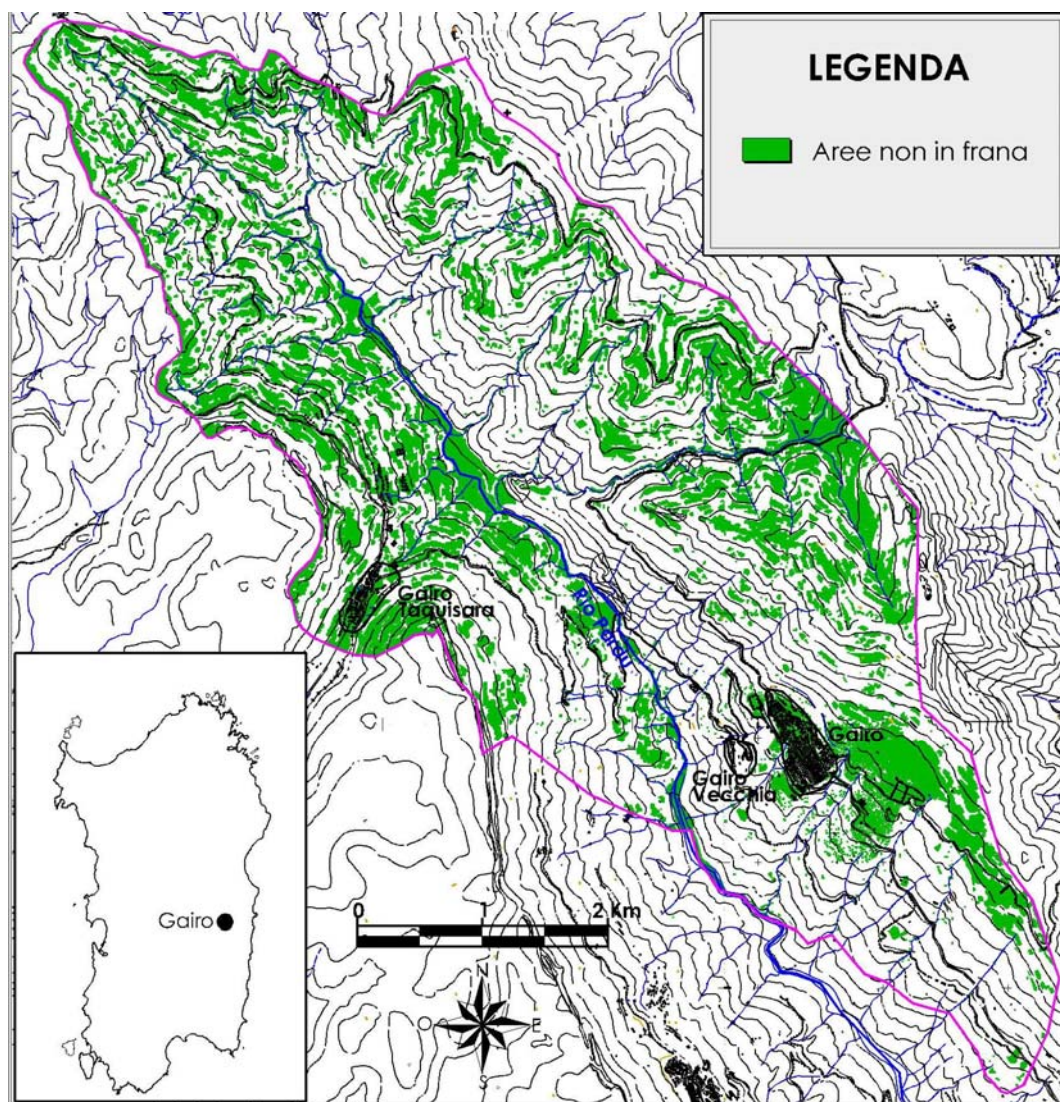 LEGENDA
Aree non in frana
Gairo
Taquisara
Rio Pardu
Gairo
Gairo
Vecchia
0 1 2 Km
Gairo
N
O E
S